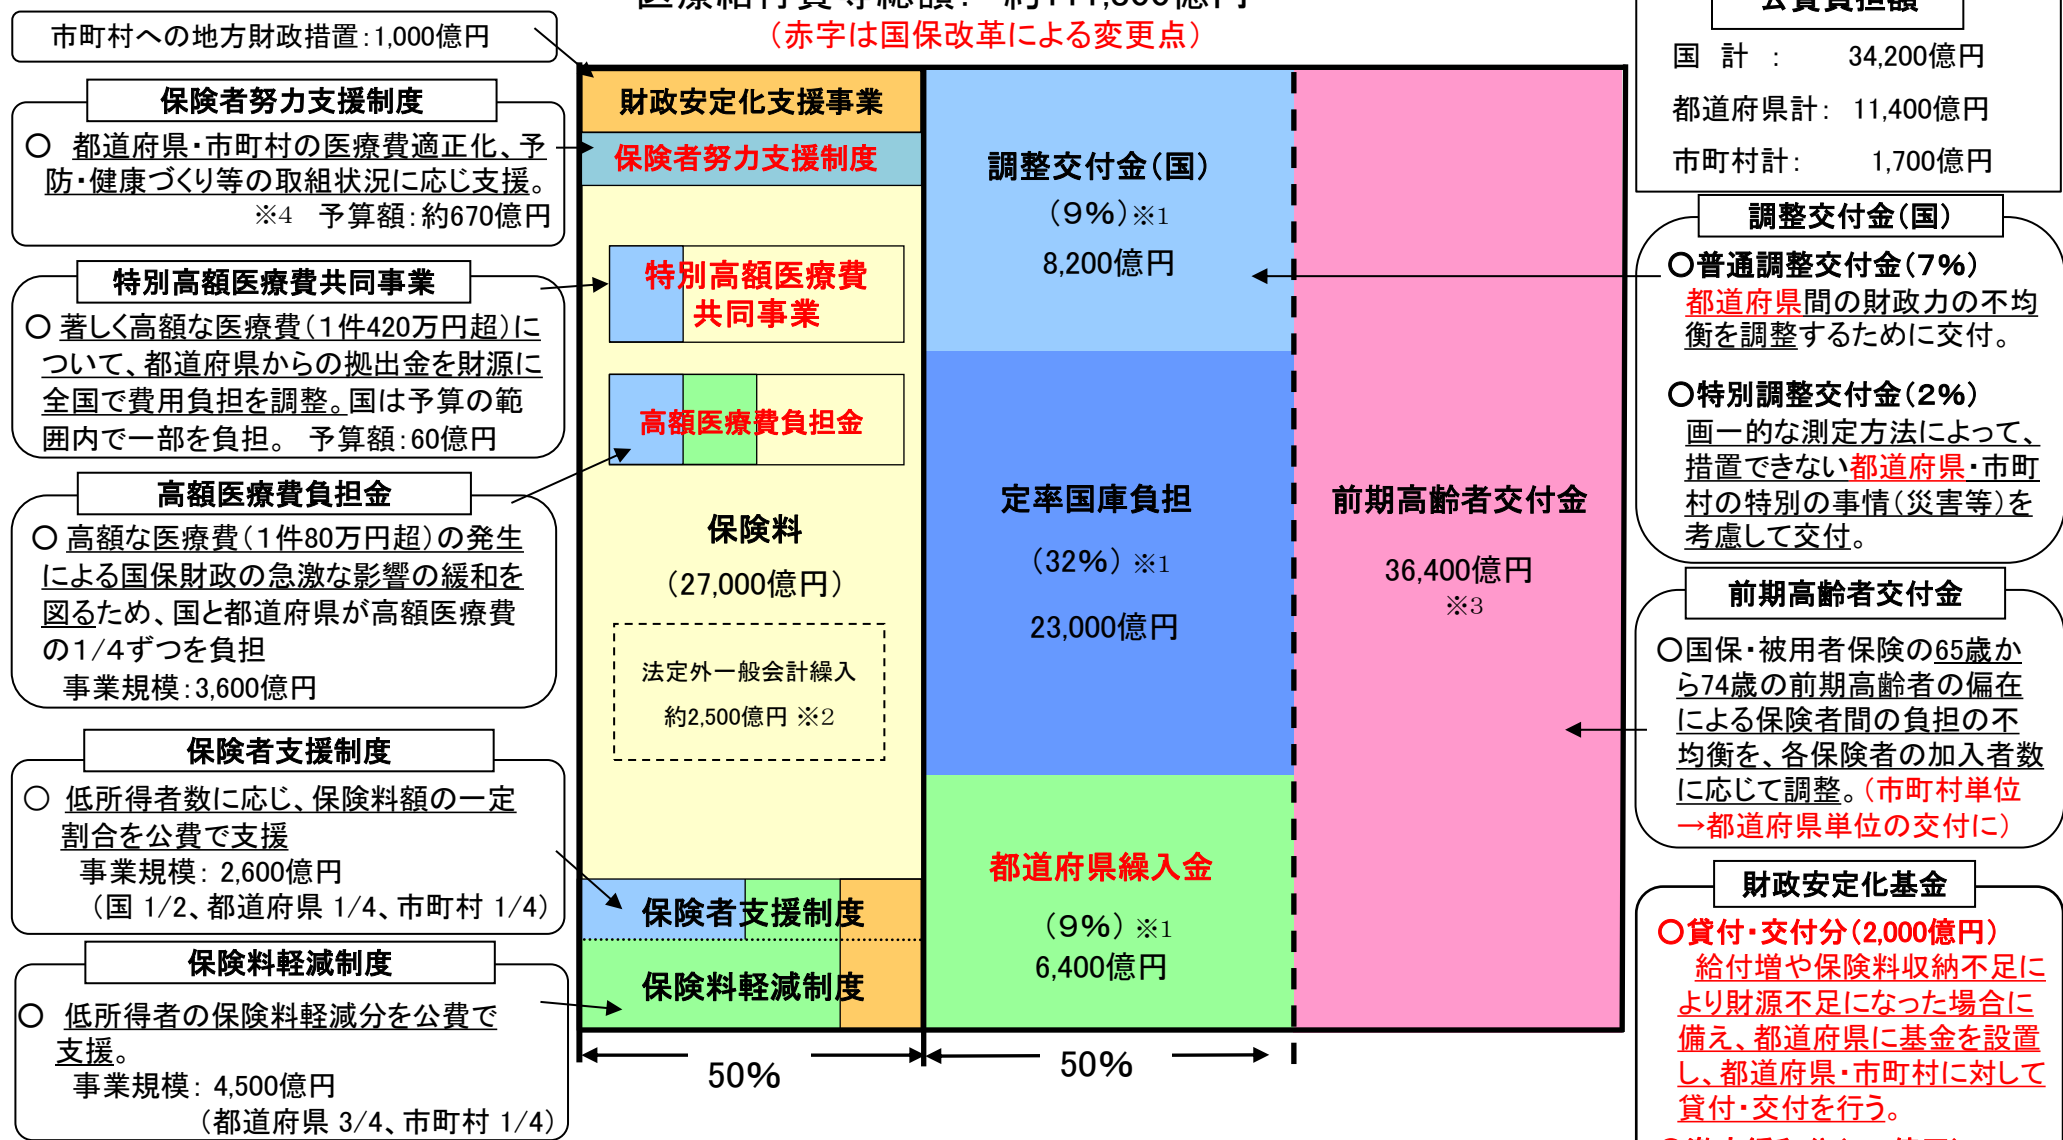 (赤字は国保改革による変更点)
市町村への地方財政措置:1,000億円
保険者努力支援制度
○ 都道府県・市町村の医療費適正化、予
防・健康づくり等の取組状況に応じ支援。
※4 予算額:約670億円
特別高額医療費共同事業
○ 著しく高額な医療費(1件420万円超)に
ついて、都道府県からの拠出金を財源に
全国で費用負担を調整。国は予算の範
囲内で一部を負担。 予算額:60億円
高額医療費負担金
○ 高額な医療費(1件80万円超)の発生
による国保財政の急激な影響の緩和を
図るため、国と都道府県が高額医療費
の1/4ずつを負担
事業規模:3,600億円
保険者支援制度
○ 低所得者数に応じ、保険料額の一定
割合を公費で支援
事業規模: 2,600億円
(国 1/2、都道府県 1/4、市町村 1/4)
保険料軽減制度
○ 低所得者の保険料軽減分を公費で
支援。
事業規模: 4,500億円
(都道府県 3/4、市町村 1/4)
財政安定化支援事業
保険者努力支援制度
特別高額医療費
共同事業
高額医療費負担金
保険料
(27,000億円)
法定外一般会計繰入
約2,500億円 ※2
保険者支援制度
保険料軽減制度
50%
調整交付金(国)
(9%)※1
8,200億円
定率国庫負担
(32%)※1
23,000億円
都道府県繰入金
(9%)※1
6,400億円
50%
前期高齢者交付金
36,400億円
※3
公費負担額
国 計 : 34,200億円
都道府県計: 11,400億円
市町村計: 1,700億円
調整交付金(国)
○普通調整交付金(7%)
都道府県間の財政力の不均
衡を調整するために交付。
○特別調整交付金(2%)
画一的な測定方法によって、
措置できない都道府県・市町
村の特別の事情(災害等)を
考慮して交付。
前期高齢者交付金
○国保・被用者保険の65歳か
ら74歳の前期高齢者の偏在
による保険者間の負担の不
均衡を、各保険者の加入者数
に応じて調整。(市町村単位
→都道府県単位の交付に)
財政安定化基金
○貸付・交付分(2,000億円)
給付増や保険料収納不足に
より財源不足になった場合に
備え、都道府県に基金を設置
し、都道府県・市町村に対して
貸付・交付を行う。